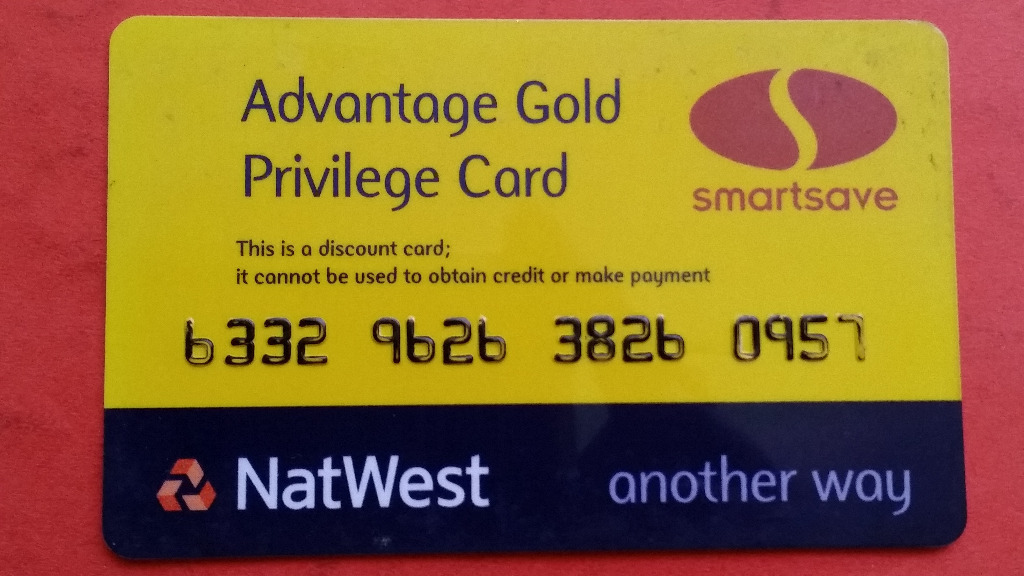 Advantage Gold
Privilege Card
smartsave
This is a discount card;
it cannot be used to obtain credit or make payment
6332 9626 3826 0957
NatWest
another way